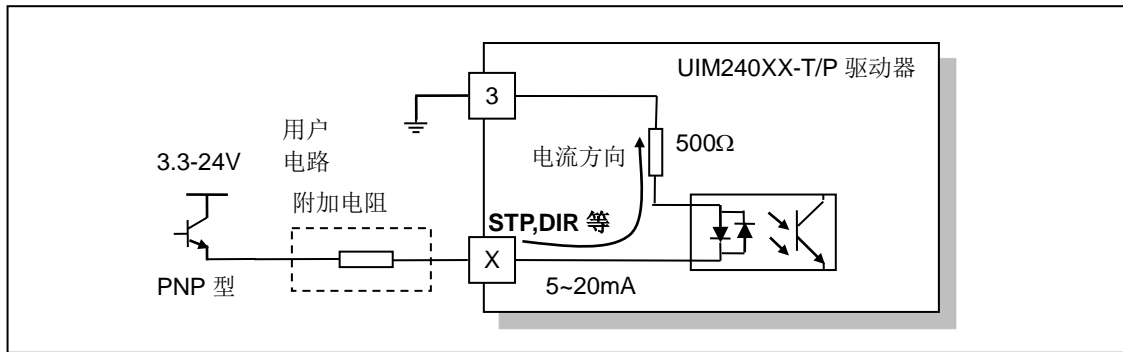 UIM240XX-T/P 驱动器
3
用户
电路
3.3-24V
500Ω
电流方向
附加电阻
STP,DIR 等
X
PNP 型
5~20mA